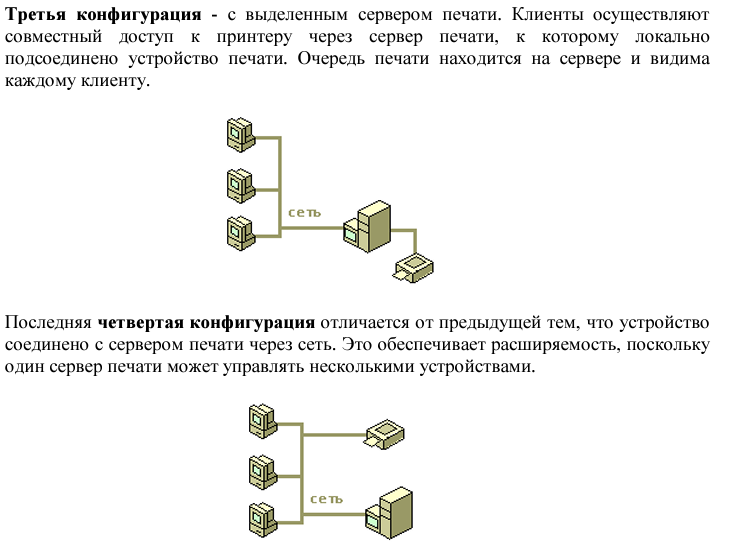 Третья конфигурация - с выделенным сервером печати. Клиенты осуществляют
совместный доступ к принтеру через сервер печати, к которому локально
подсоединено устройство печати. Очередь печати находится на сервере и видима
каждому клиенту.
сеть
Последняя четвертая конфигурация отличается от предыдущей тем, что устройство
соединено с сервером печати через сеть. Это обеспечивает расширяемость, поскольку
один сервер печати может управлять несколькими устройствами.
сеть